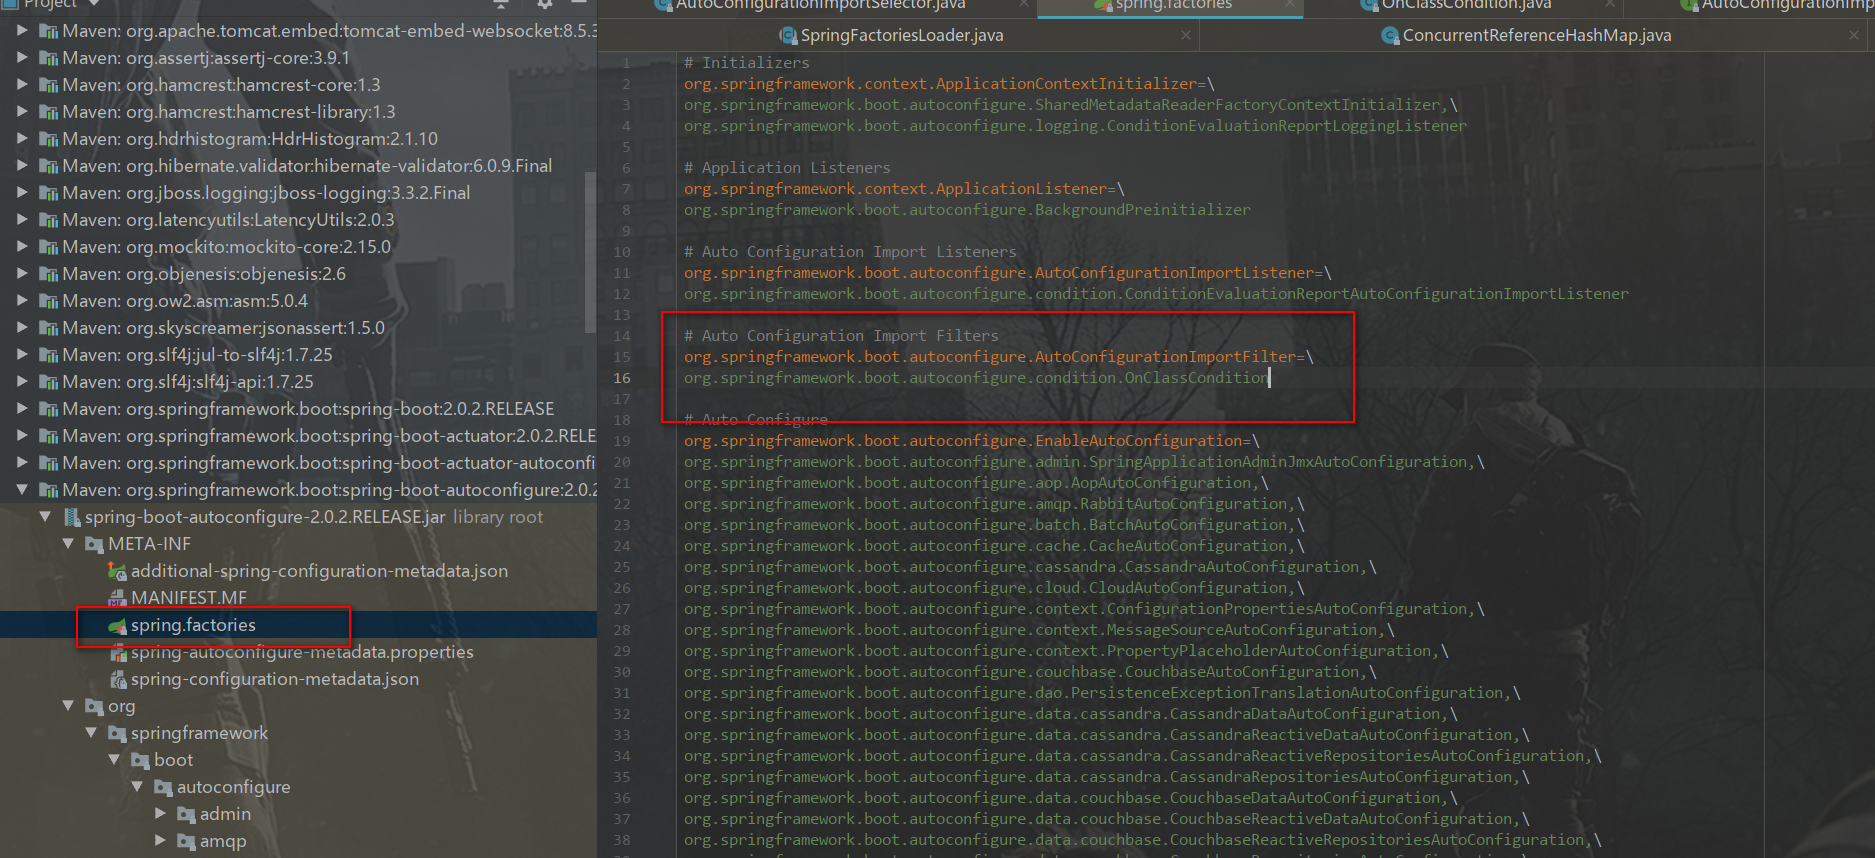 Project
Maven: org.apache.tomcat.embed:tomcat-embed-websocket:8.5.3
Maven: org.assertj:assertj-core:3.9.1
Maven: org.hamcrest:hamcrest-core:1.3
Maven: org.hamcrest:hamcrest-library:1.3
Maven: org.hdrhistogram:HdrHistogram:2.1.10
Maven: org.hibernate.validator:hibernate-validator:6.0.9.Final
Maven: org.jboss.logging:jboss-logging:3.3.2.Final
Maven: org.latencyutils:LatencyUtils:2.0.3
Maven: org.mockito:mockito-core:2.15.0
Maven: org.objenesis:objenesis:2.6
Maven: org.ow2.asm:asm:5.0.4
Maven: org.skyscreamer:jsonassert:1.5.0
Maven: org.slf4j:jul-to-slf4j:1.7.25
Maven: org.slf4j:slf4j-api:1.7.25
Maven: org.springframework.boot:spring-boot:2.0.2.RELEASE
Maven: org.springframework.boot:spring-boot-actuator:2.0.2.RELE
Maven: org.springframework.boot:spring-boot-actuator-autoconfi
Maven: org.springframework.boot:spring-boot-autoconfigure:2.0.2
spring-boot-autoconfigure-2.0.2.RELEASE.jar library root
META-INF
additional-spring-configuration-metadata.json
MANIFEST.MF
spring.factories
spring-autoconfigure-metadata.properties
spring-configuration-metadata.json
org
springframework
boot
autoconfigure
admin
amqp
AutoConfigurationImportSelector.java
spring.factories
OnClassCondition.java
AutoConfigurationImp
SpringFactoriesLoader.java
ConcurrentReferenceHashMap.java
1 # Initializers
2 org.springframework.context.ApplicationContextInitializer=\
3 org.springframework.boot.autoconfigure.SharedMetadataReaderFactoryContextInitializer,\
4 org.springframework.boot.autoconfigure.logging.ConditionEvaluationReportLoggingListener
5
6 # Application Listeners
7 org.springframework.context.ApplicationListener=\
8 org.springframework.boot.autoconfigure.BackgroundPreinitializer
9
10 # Auto Configuration Import Listeners
11 org.springframework.boot.autoconfigure.AutoConfigurationImportListener=\
12 org.springframework.boot.autoconfigure.condition.ConditionEvaluationReportAutoConfigurationImportListener
13
14 # Auto Configuration Import Filters
15 org.springframework.boot.autoconfigure.AutoConfigurationImportFilter=\
16 org.springframework.boot.autoconfigure.condition.OnClassCondition
17
18 # Auto Configure
19 org.springframework.boot.autoconfigure.EnableAutoConfiguration=\
20 org.springframework.boot.autoconfigure.admin.SpringApplicationAdminJmxAutoConfiguration,\
21 org.springframework.boot.autoconfigure.aop.AopAutoConfiguration,\
22 org.springframework.boot.autoconfigure.amqp.RabbitAutoConfiguration,\
23 org.springframework.boot.autoconfigure.batch.BatchAutoConfiguration,\
24 org.springframework.boot.autoconfigure.cache.CacheAutoConfiguration,\
25 org.springframework.boot.autoconfigure.cassandra.CassandraAutoConfiguration,\
26 org.springframework.boot.autoconfigure.cloud.CloudAutoConfiguration,\
27 org.springframework.boot.autoconfigure.context.ConfigurationPropertiesAutoConfiguration,\
28 org.springframework.boot.autoconfigure.context.MessageSourceAutoConfiguration,\
29 org.springframework.boot.autoconfigure.context.PropertyPlaceholderAutoConfiguration,\
30 org.springframework.boot.autoconfigure.couchbase.CouchbaseAutoConfiguration,\
31 org.springframework.boot.autoconfigure.dao.PersistenceExceptionTranslationAutoConfiguration,\
32 org.springframework.boot.autoconfigure.data.cassandra.CassandraDataAutoConfiguration,\
33 org.springframework.boot.autoconfigure.data.cassandra.CassandraReactiveDataAutoConfiguration,\
34 org.springframework.boot.autoconfigure.data.cassandra.CassandraReactiveRepositoriesAutoConfiguration,\
35 org.springframework.boot.autoconfigure.data.cassandra.CassandraRepositoriesAutoConfiguration,\
36 org.springframework.boot.autoconfigure.data.couchbase.CouchbaseDataAutoConfiguration,\
37 org.springframework.boot.autoconfigure.data.couchbase.CouchbaseReactiveDataAutoConfiguration,\
38 org.springframework.boot.autoconfigure.data.couchbase.CouchbaseReactiveRepositoriesAutoConfiguration,\